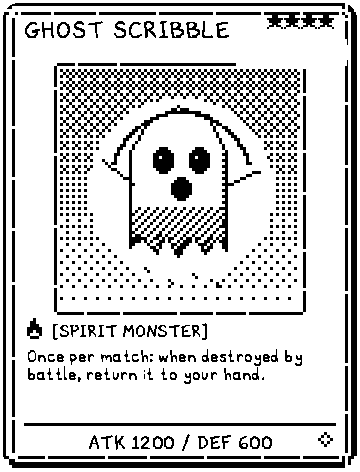 GHOST SCRIBBLE
[SPIRIT MONSTER]
Once per match: when destroyed by
battle, return it to your hand.
ATK 1200 / DEF 600